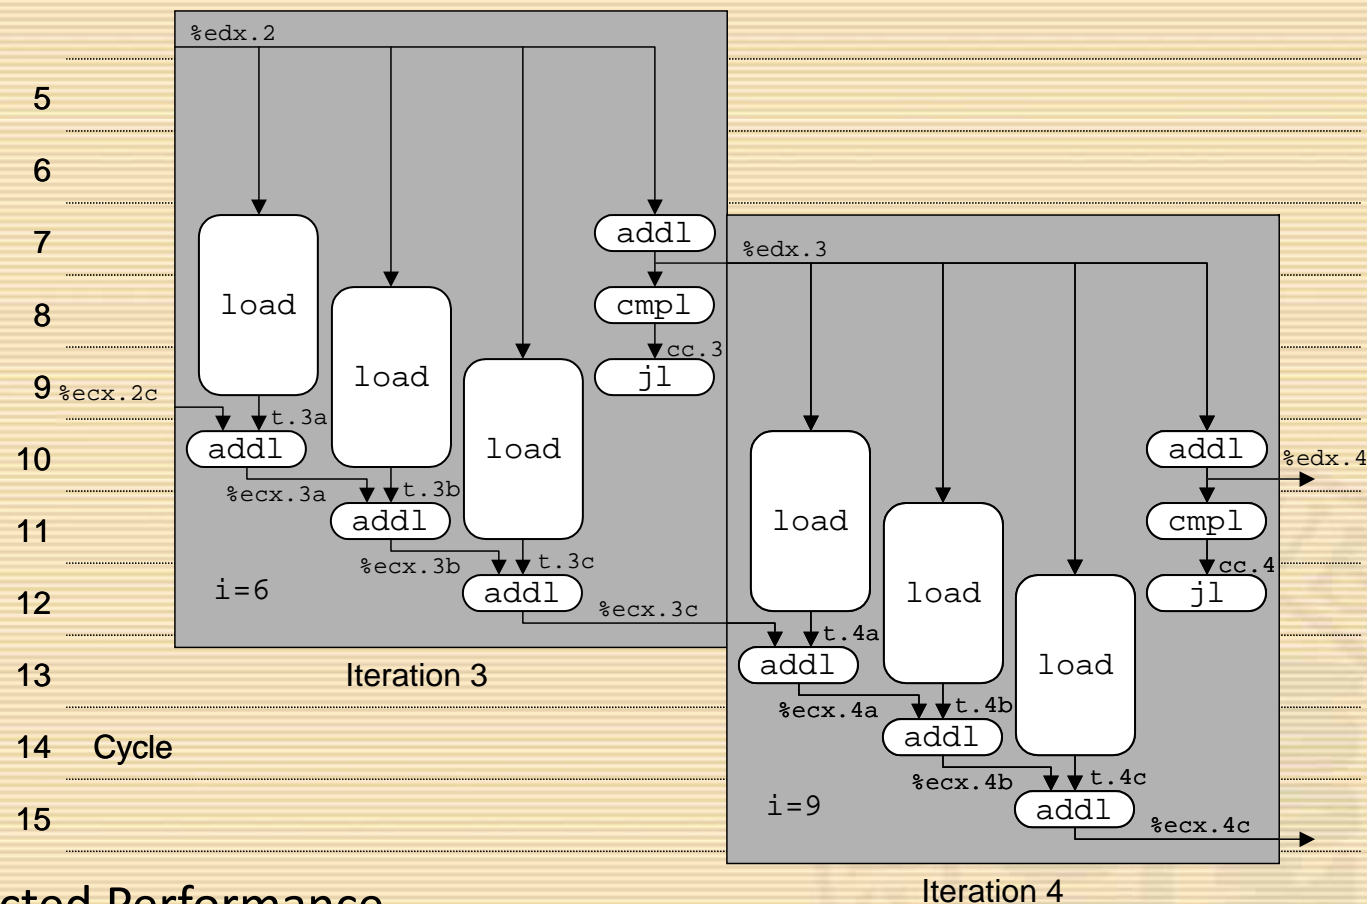 %edx.2
5
6
7
8
9
10
11
12
13
14
15
Cycle
load
load
load
addl
cmpl
cc.3
jl
%ecx.2c
t.3a
addl
%ecx.3a
t.3b
addl
%ecx.3b
t.3c
addl
%ecx.3c
i=6
Iteration 3
%edx.3
load
load
load
addl
%edx.4
cmpl
cc.4
jl
t.4a
addl
%ecx.4a
t.4b
addl
%ecx.4b
t.4c
addl
%ecx.4c
i=9
Iteration 4
Performance